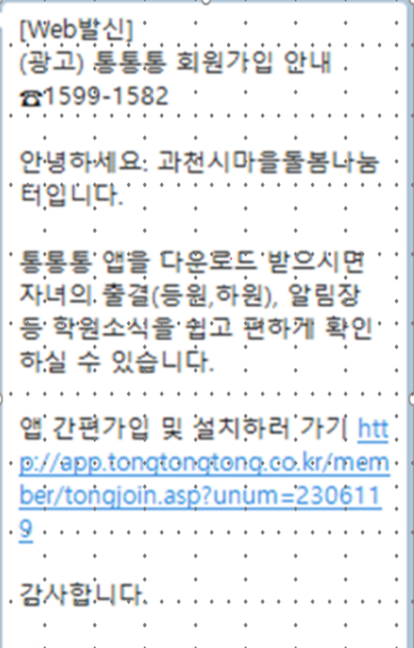 [Web발신]
(광고) 통통통 회원가입 안내
☎1599-1582
안녕하세요. 과천시마을돌봄나눔
터입니다.
통통통 앱을 다운로드 받으시면
자녀의 출결(등원,하원), 알림장
등 학원소식을 쉽고 편하게 확인
하실 수 있습니다.
앱 간편가입 및 설치하러 가기 htt
p://app.tongtongtong.co.kr/mem
ber/tongjoin.asp?unum=230611
9
감사합니다.